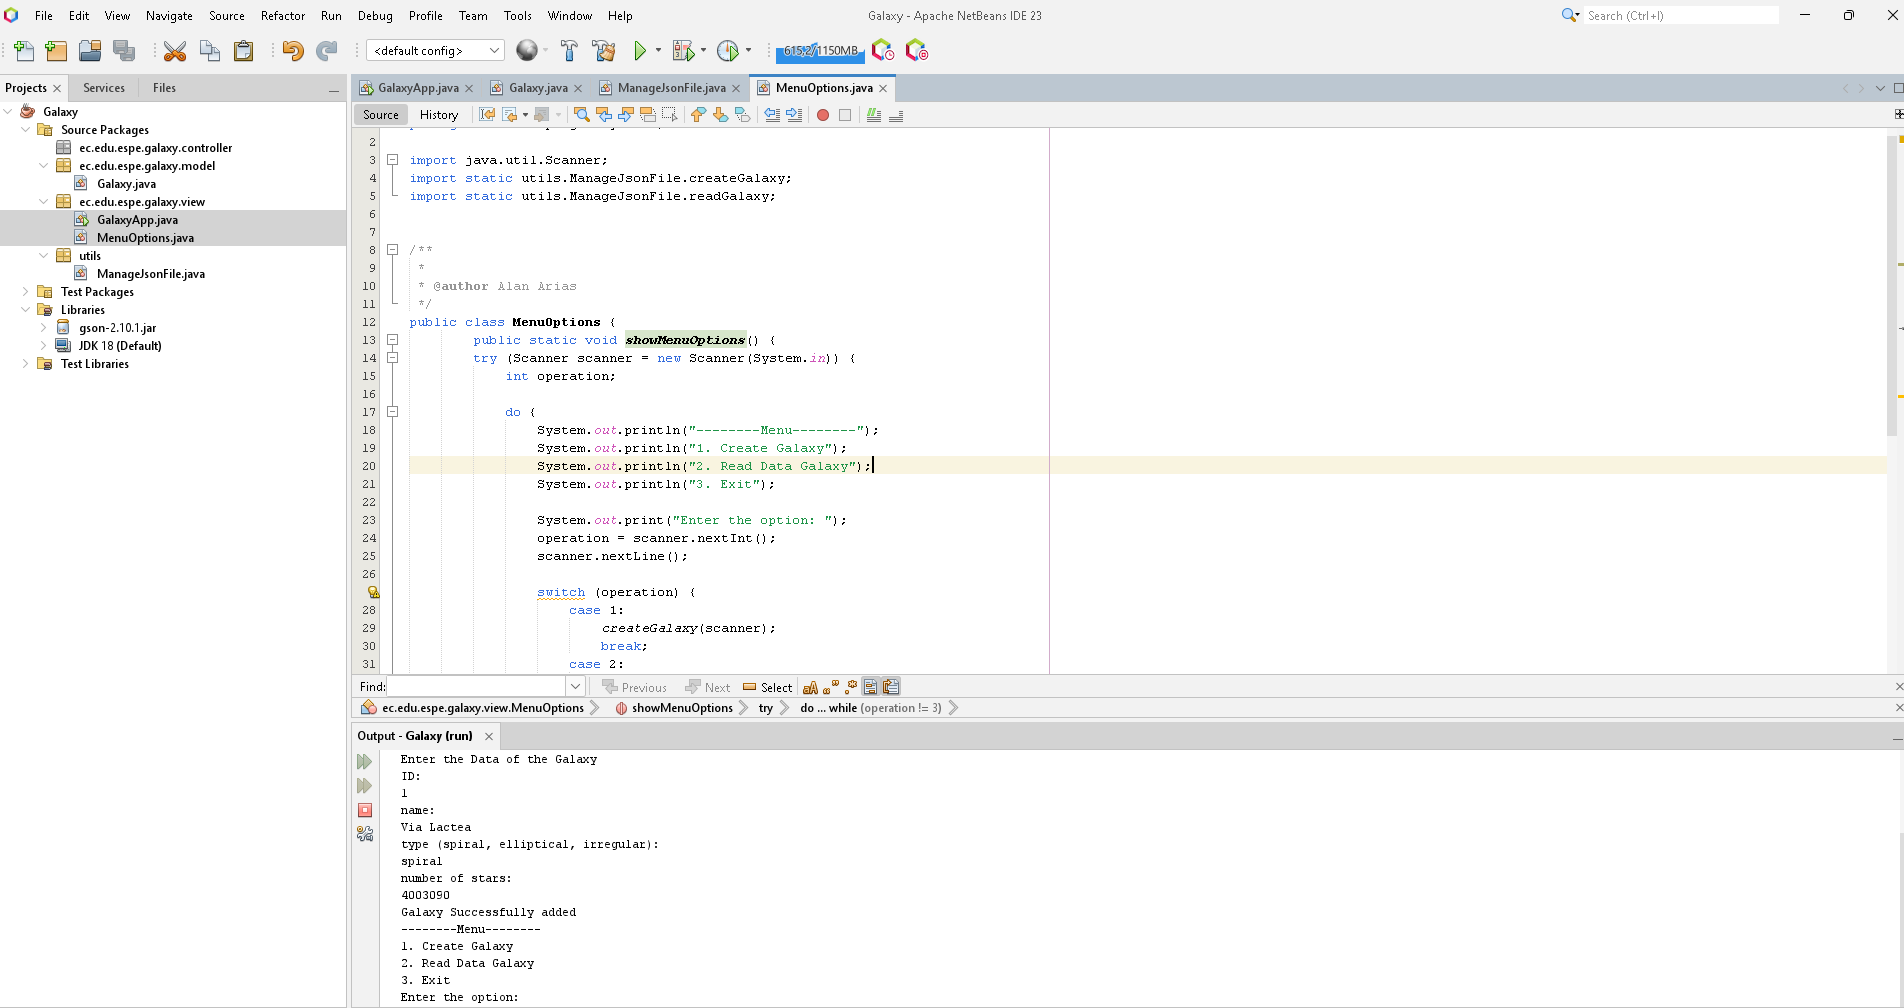 File Edit View Navigate Source Refactor Run Debug Profile Team Tools Window Help
Galaxy - Apache NetBeans IDE 23
Search (Ctrl+I)
<default config>
615,2/1150MB
Projects Services Files
Galaxy
Source Packages
ec.edu.espe.galaxy.controller
ec.edu.espe.galaxy.model
Galaxy.java
ec.edu.espe.galaxy.view
GalaxyApp.java
MenuOptions.java
utils
ManageJsonFile.java
Test Packages
Libraries
gson-2.10.1.jar
JDK 18 (Default)
Test Libraries
GalaxyApp.java Galaxy.java ManageJsonFile.java MenuOptions.java
Source History
2
3 import java.util.Scanner;
4 import static utils.ManageJsonFile.createGalaxy;
5 import static utils.ManageJsonFile.readGalaxy;
6
7
8 /**
9 *
10 * @author Alan Arias
11 */
12 public class MenuOptions {
13 public static void showMenuOptions() {
14 try (Scanner scanner = new Scanner(System.in)) {
15 int operation;
16
17 do {
18 System.out.println("--------Menu--------");
19 System.out.println("1. Create Galaxy");
20 System.out.println("2. Read Data Galaxy");
21 System.out.println("3. Exit");
22
23 System.out.print("Enter the option: ");
24 operation = scanner.nextInt();
25 scanner.nextLine();
26
switch (operation) {
28 case 1:
29 createGalaxy(scanner);
30 break;
31 case 2:
Find: Previous Next Select
ec.edu.espe.galaxy.view.MenuOptions showMenuOptions try do ... while (operation != 3)
Output - Galaxy (run)
Enter the Data of the Galaxy
ID:
1
name:
Via Lactea
type (spiral, elliptical, irregular):
spiral
number of stars:
4003090
Galaxy Successfully added
--------Menu--------
1. Create Galaxy
2. Read Data Galaxy
3. Exit
Enter the option: